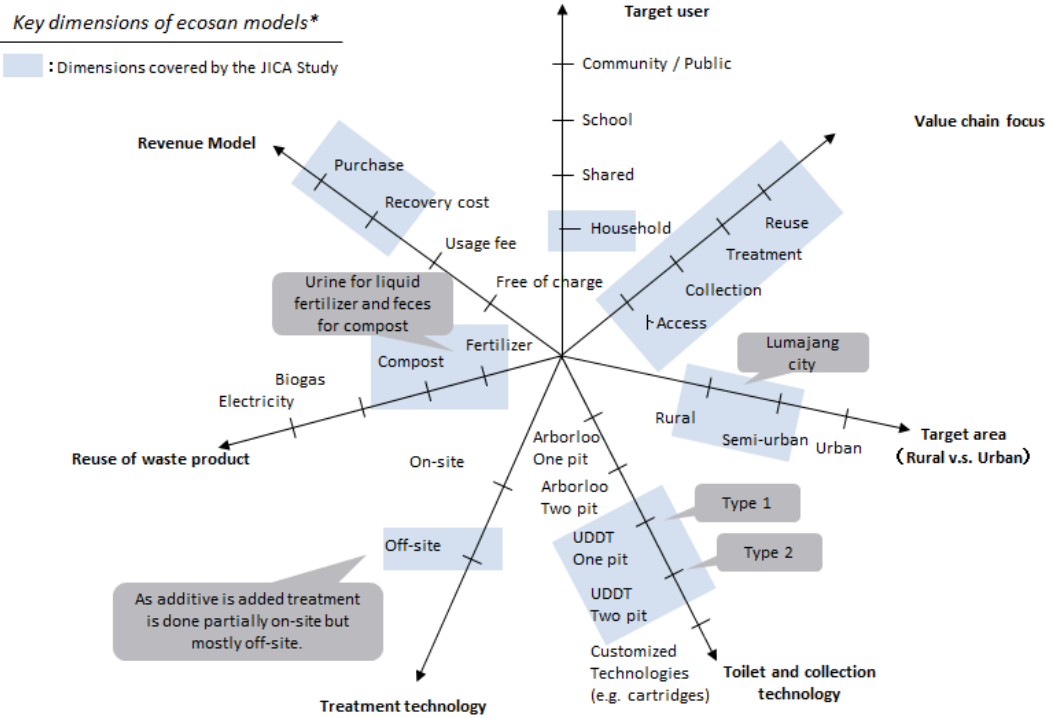 Key dimensions of ecosan models*
: Dimensions covered by the JICA Study
Target user
Community / Public
School
Shared
Household
Value chain focus
Reuse
Treatment
Collection
Access
Revenue Model
Purchase
Recovery cost
Usage fee
Free of charge
Urine for liquid
fertilizer and feces
for compost
Fertilizer
Compost
Biogas
Electricity
Reuse of waste product
Lumajang
city
Rural
Semi-urban
Urban
Target area
(Rural v.s. Urban)
On-site
Off-site
As additive is added treatment
is done partially on-site but
mostly off-site.
Treatment technology
Arborloo
One pit
Arborloo
Two pit
UDDT
One pit
UDDT
Two pit
Customized
Technologies
(e.g. cartridges)
Type 1
Type 2
Toilet and collection
technology